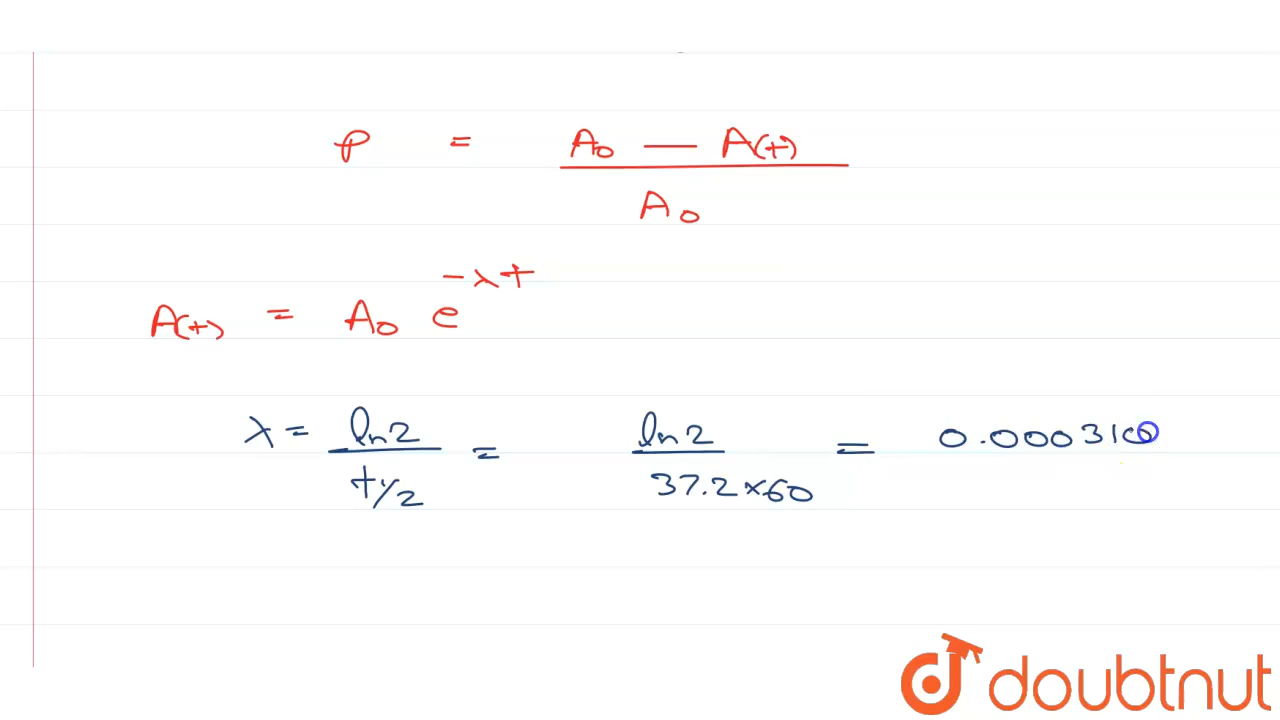 ρ = A₀ — A(t) / A₀
A(t) = A₀ e^(-λt)
λ = ln2 / t1/2 = ln2 / 37.2×60 = 0.000310
doubtnut